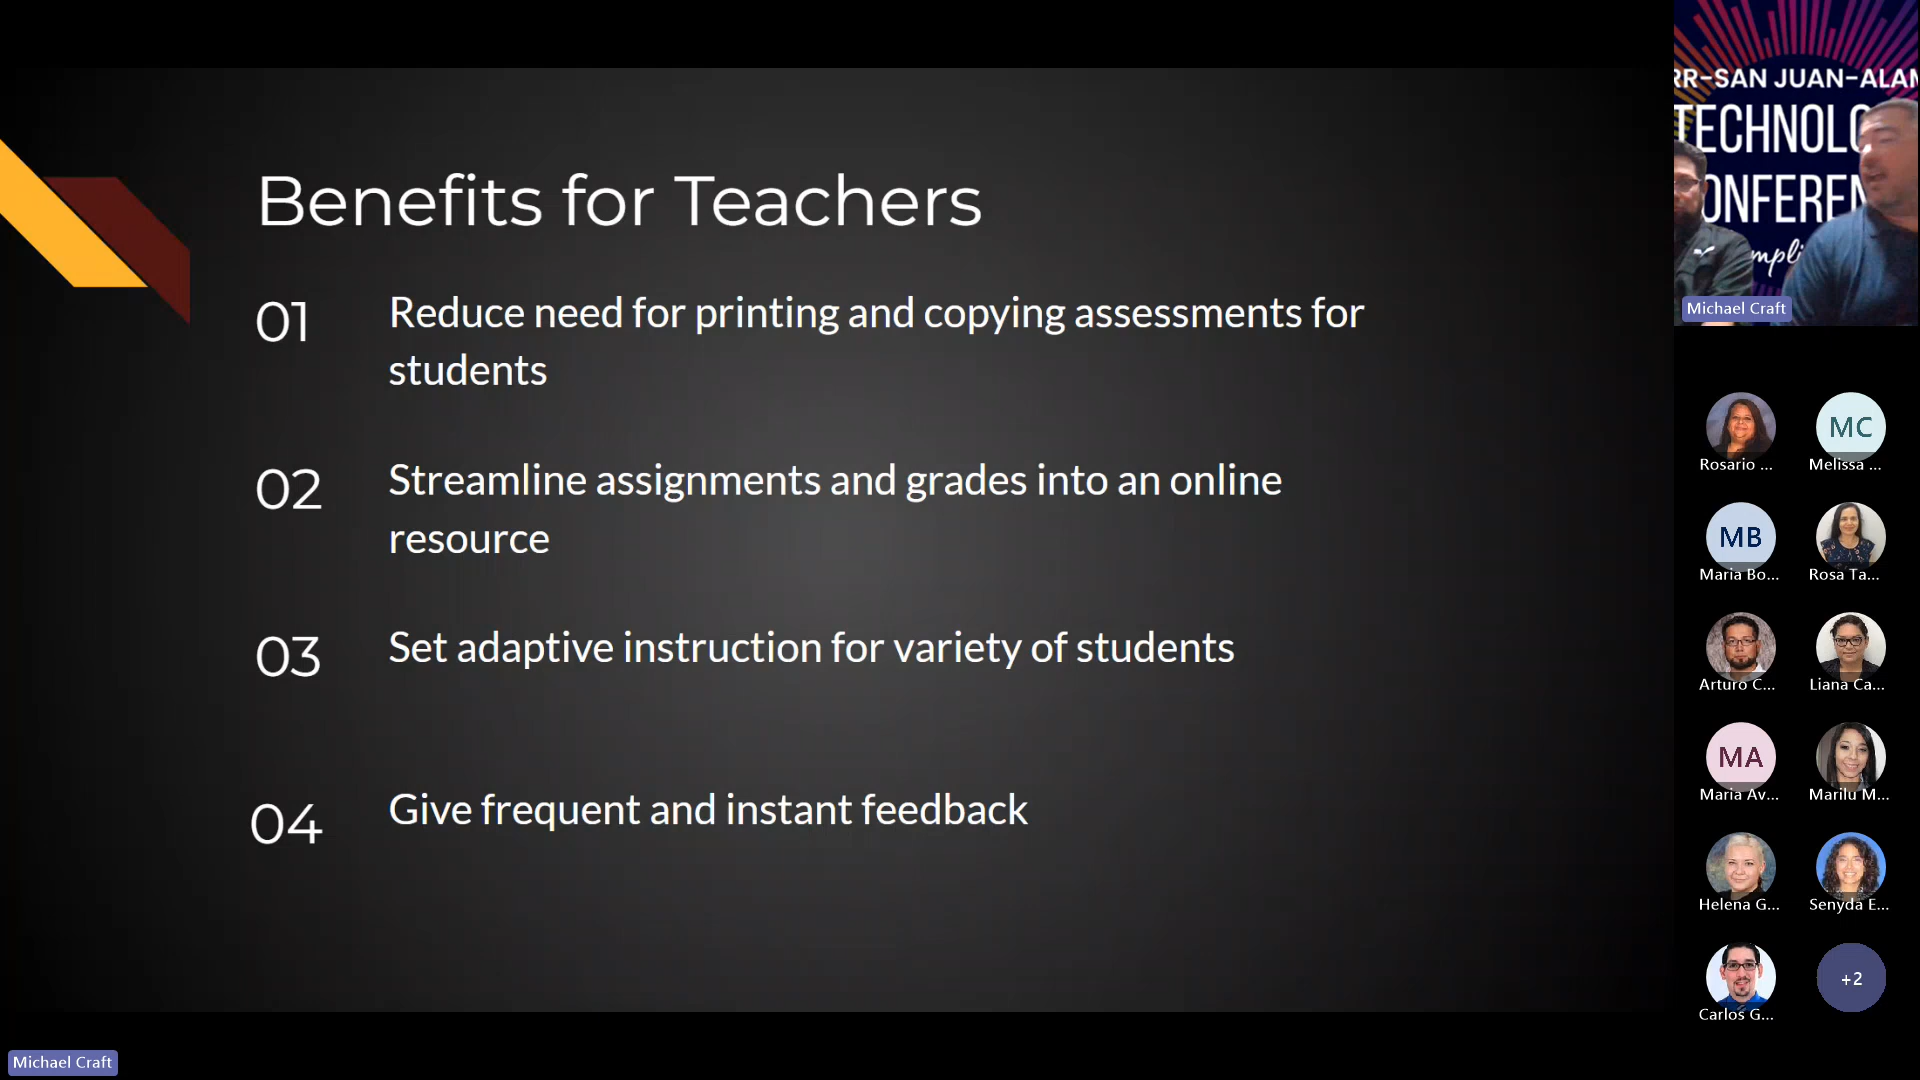 Benefits for Teachers
01
Reduce need for printing and copying assessments for
students
02
Streamline assignments and grades into an online
resource
03
Set adaptive instruction for variety of students
04
Give frequent and instant feedback
Michael Craft
RR-SAN JUAN-ALAM
TECHNOLO
ONFEREN
mpli
Michael Craft
Rosario ...
MC
Melissa ...
MB
Maria Bo...
Rosa Ta...
Arturo C...
Liana Ca...
MA
Maria Av...
Marilu M...
Helena G...
Senyda E...
Carlos G...
+2